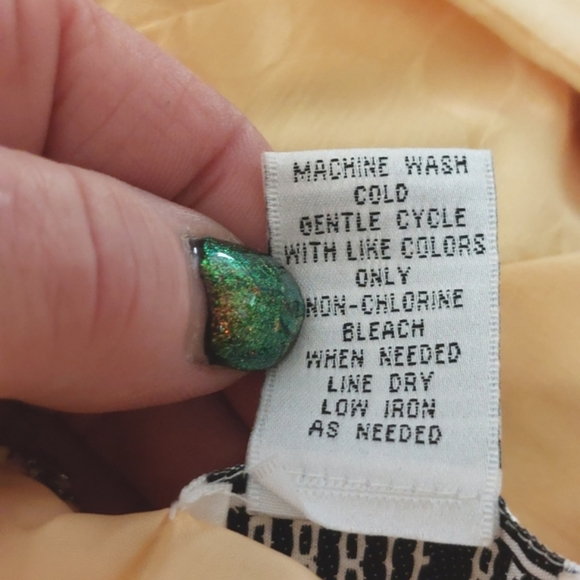 MACHINE WASH
COLD
GENTLE CYCLE
WITH LIKE COLORS
ONLY
NON-CHLORINE
BLEACH
WHEN NEEDED
LINE DRY
LOW IRON
AS NEEDED